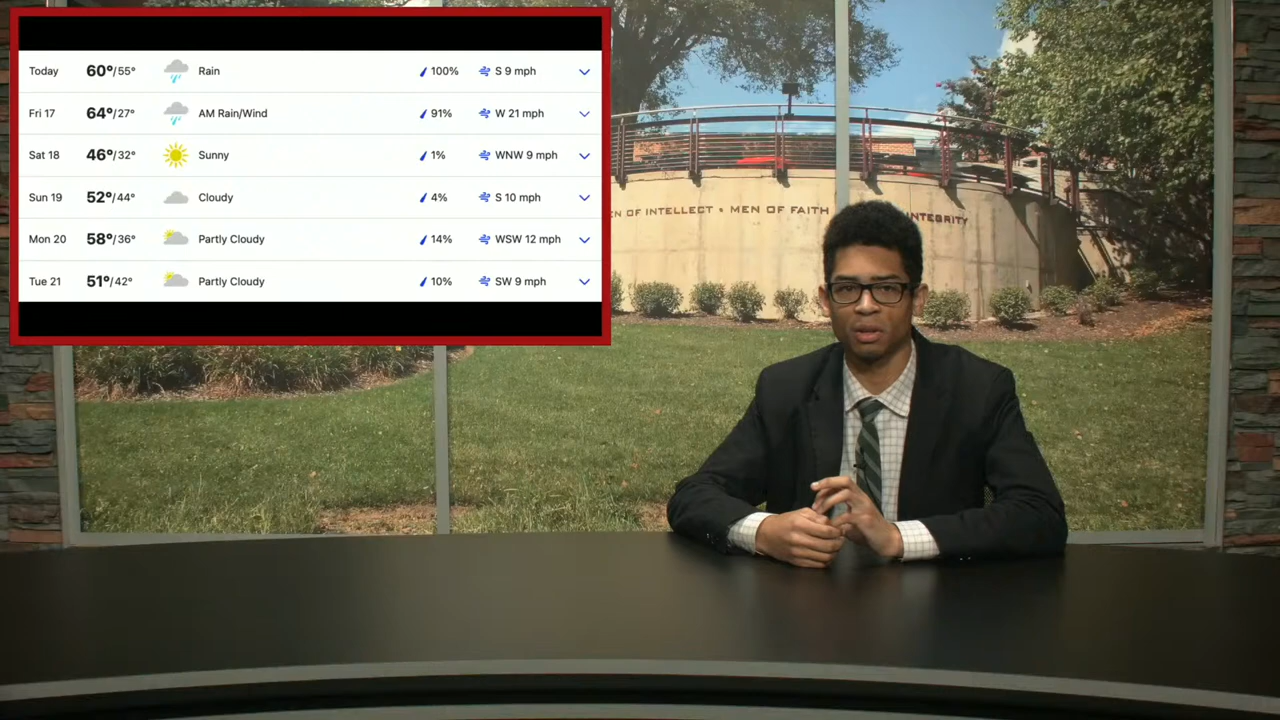 Today 60°/55° Rain 100% S 9 mph
Fri 17 64°/27° AM Rain/Wind 91% W 21 mph
Sat 18 46°/32° Sunny 1% WNW 9 mph
Sun 19 52°/44° Cloudy 4% S 10 mph
Mon 20 58°/36° Partly Cloudy 14% WSW 12 mph
Tue 21 51°/42° Partly Cloudy 10% SW 9 mph
EN OF INTELLECT • MEN OF FAITH INTEGRITY